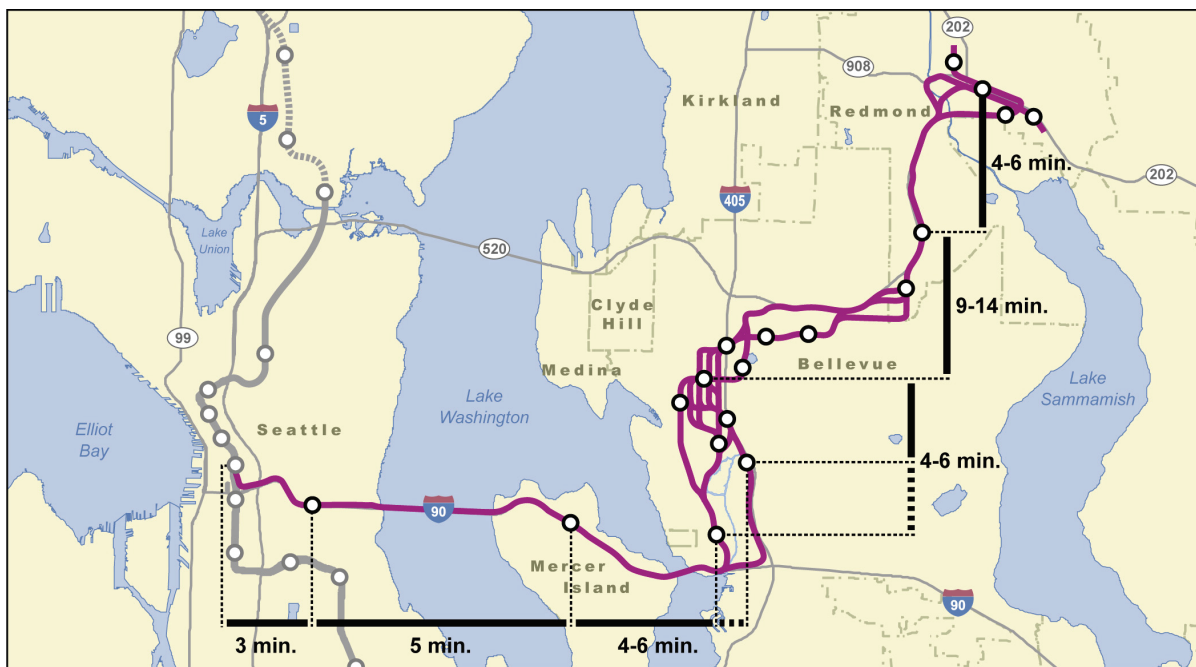 202
908
Kirkland
Redmond
5
4-6 min.
405
202
Lake
Union
520
9-14 min.
Clyde
Hill
99
Medina
Bellevue
Lake
Washington
Lake
Sammamish
Elliot
Bay
Seattle
4-6 min.
90
Mercer
Island
90
3 min.
5 min.
4-6 min.